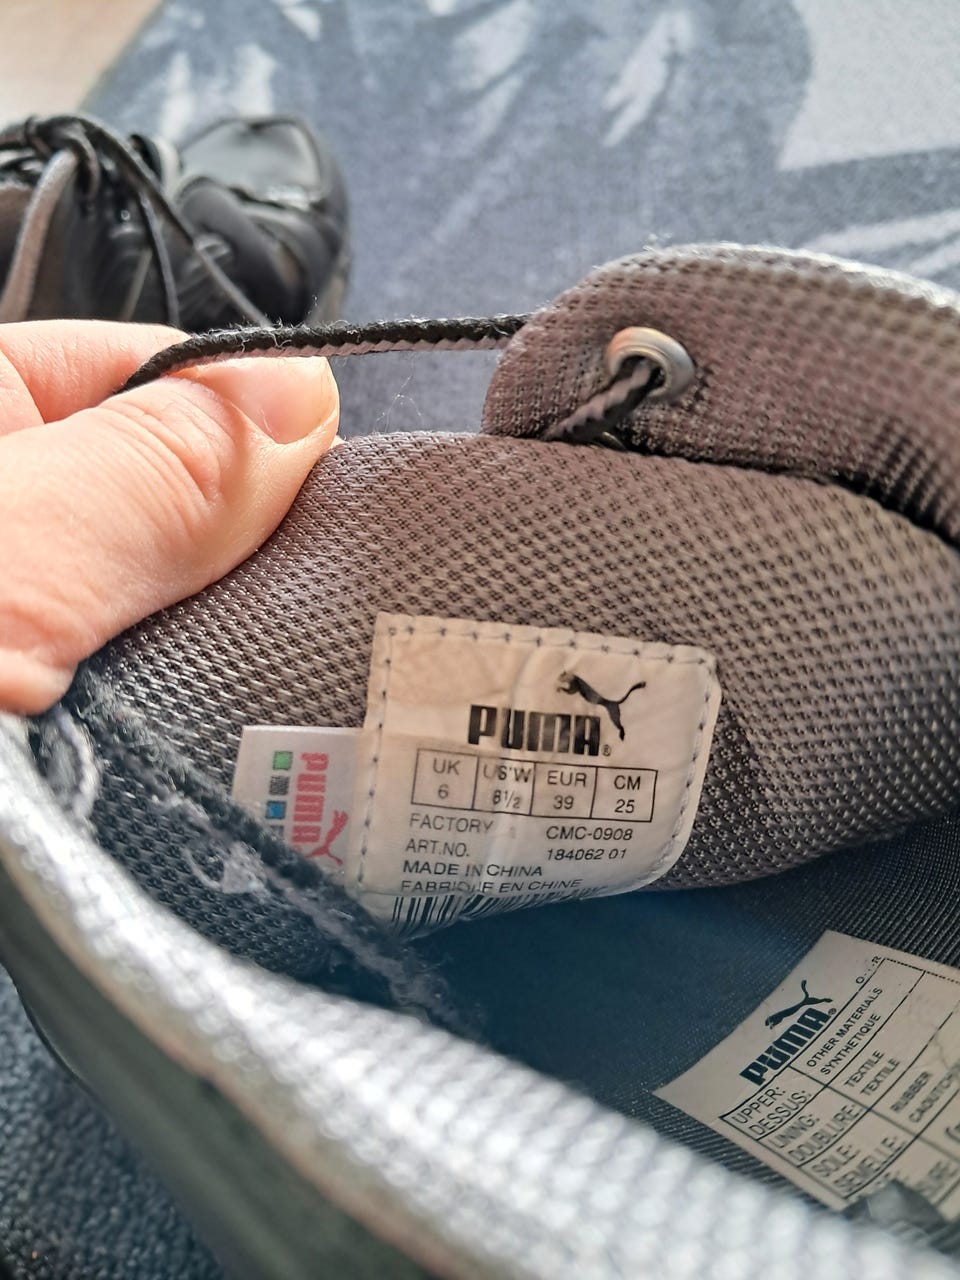 PUMA®
UK US'W EUR CM
6 8½ 39 25
FACTORY CMC-0908
ART.NO. 184062 01
MADE IN CHINA
FABRIQUE EN CHINE
PUMA
PUMA®
UPPER: OTHER MATERIALS
DESSUS: SYNTHETIQUE
LINING: TEXTILE
DOUBLURE: TEXTILE
SOLE: RUBBER
SEMELLE: